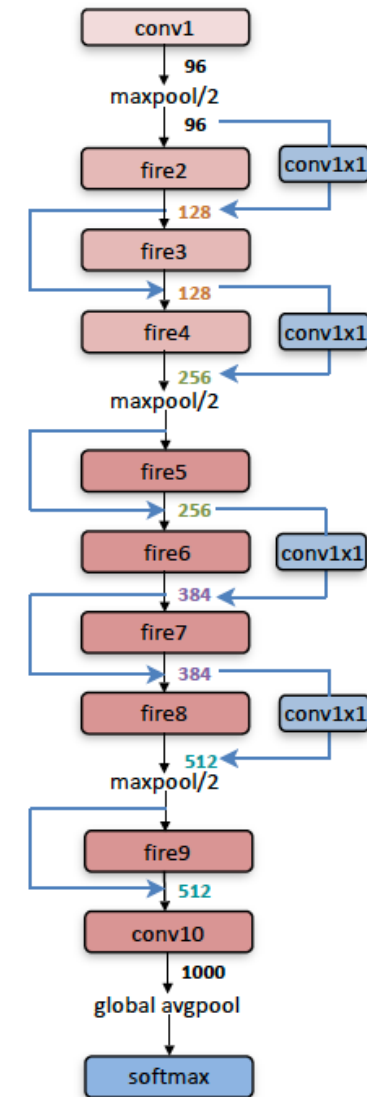 conv1
96
maxpool/2
96
conv1x1
fire2
128
fire3
128
fire4
conv1x1
256
maxpool/2
fire5
256
fire6
conv1x1
384
fire7
384
fire8
conv1x1
512
maxpool/2
fire9
512
conv10
1000
global avgpool
softmax